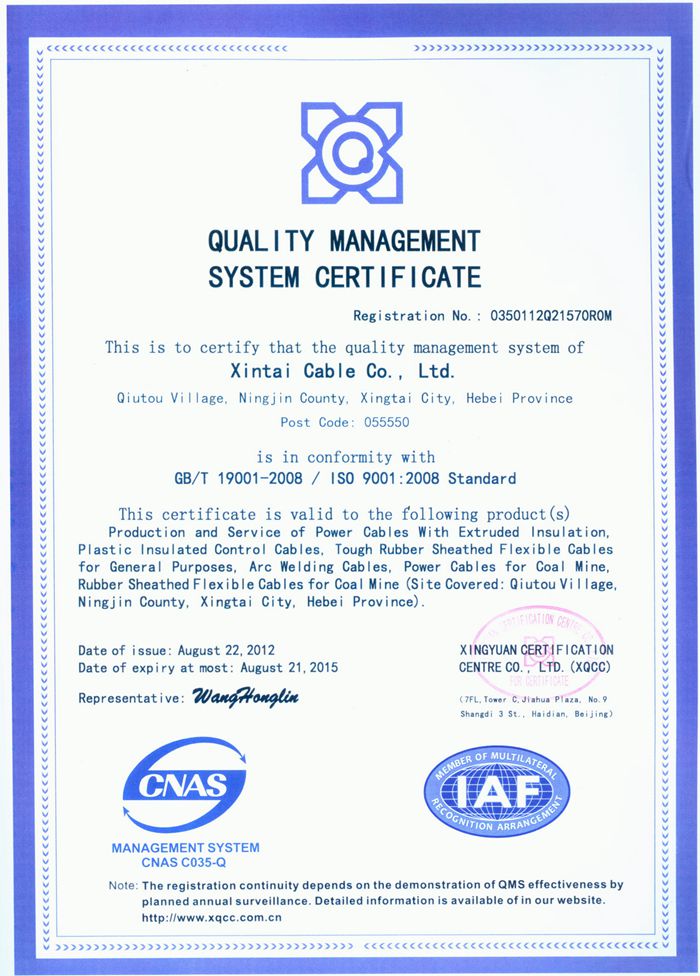 QUALITY MANAGEMENT
SYSTEM CERTIFICATE
Registration No.: 0350112Q21570R0M
This is to certify that the quality management system of
Xintai Cable Co., Ltd.
Qiutou Village, Ningjin County, Xingtai City, Hebei Province
Post Code: 055550
is in conformity with
GB/T 19001-2008 / ISO 9001:2008 Standard
This certificate is valid to the following product(s)
Production and Service of Power Cables With Extruded Insulation,
Plastic Insulated Control Cables, Tough Rubber Sheathed Flexible Cables
for General Purposes, Arc Welding Cables, Power Cables for Coal Mine,
Rubber Sheathed Flexible Cables for Coal Mine (Site Covered: Qiutou Village,
Ningjin County, Xingtai City, Hebei Province).
Date of issue: August 22, 2012
Date of expiry at most: August 21, 2015
Representative: WangHonglin
XINGYUAN CERTIFICATION
CENTRE CO., LTD. (XQCC)
FOR CERTIFICATE
(7FL, Tower C, Jiahua Plaza, No.9
Shangdi 3 St., Haidian, Beijing)
CNAS
MANAGEMENT SYSTEM
CNAS C035-Q
MEMBER OF MULTILATERAL
IAF
RECOGNITION ARRANGEMENT
Note: The registration continuity depends on the demonstration of QMS effectiveness by
planned annual surveillance. Detailed information is available of in our website.
http://www.xqcc.com.cn